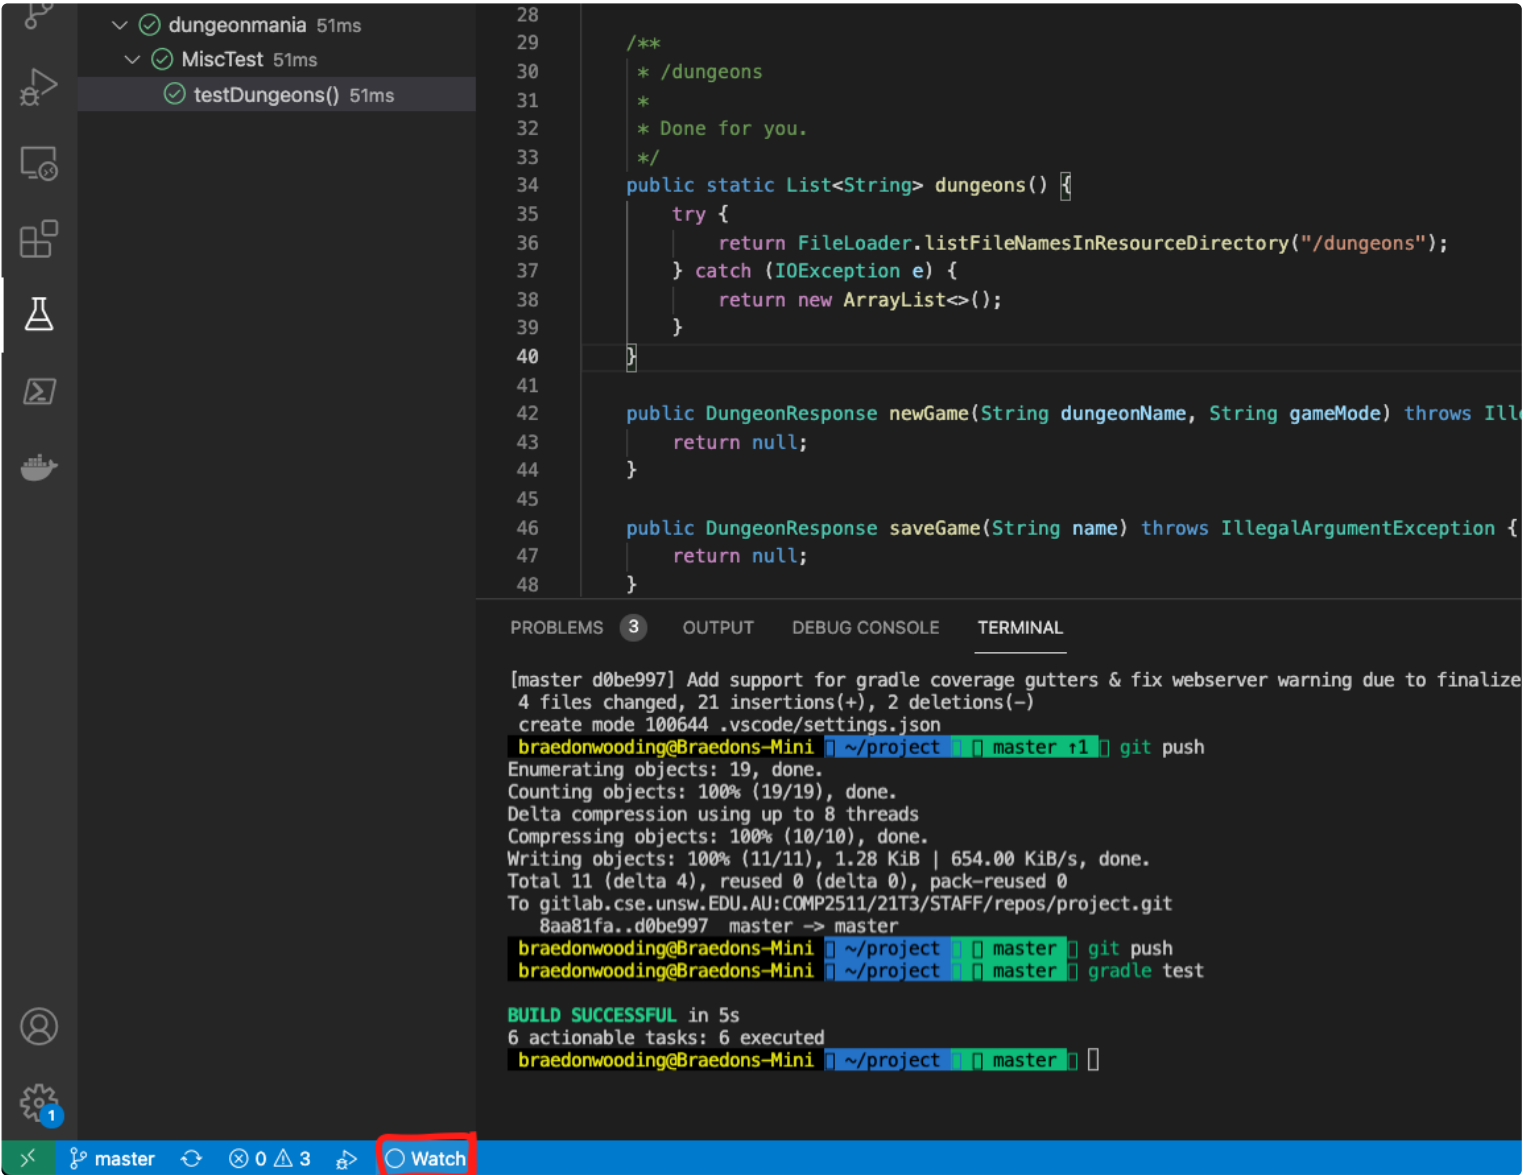 dungeonmania 51ms
MiscTest 51ms
testDungeons() 51ms
28
29 /**
30 * /dungeons
31 *
32 * Done for you.
33 */
34 public static List<String> dungeons() {
35 try {
36 return FileLoader.listFileNamesInResourceDirectory("/dungeons");
37 } catch (IOException e) {
38 return new ArrayList<>();
39 }
40 }
41
42 public DungeonResponse newGame(String dungeonName, String gameMode) throws Ille
43 return null;
44 }
45
46 public DungeonResponse saveGame(String name) throws IllegalArgumentException {
47 return null;
48 }
PROBLEMS 3 OUTPUT DEBUG CONSOLE TERMINAL
[master d0be997] Add support for gradle coverage gutters & fix webserver warning due to finalize
4 files changed, 21 insertions(+), 2 deletions(-)
create mode 100644 .vscode/settings.json
braedonwooding@Braedons-Mini ~/project master ↑1 git push
Enumerating objects: 19, done.
Counting objects: 100% (19/19), done.
Delta compression using up to 8 threads
Compressing objects: 100% (10/10), done.
Writing objects: 100% (11/11), 1.28 KiB | 654.00 KiB/s, done.
Total 11 (delta 4), reused 0 (delta 0), pack-reused 0
To gitlab.cse.unsw.EDU.AU:COMP2511/21T3/STAFF/repos/project.git
8aa81fa..d0be997 master -> master
braedonwooding@Braedons-Mini ~/project master git push
braedonwooding@Braedons-Mini ~/project master gradle test
BUILD SUCCESSFUL in 5s
6 actionable tasks: 6 executed
braedonwooding@Braedons-Mini ~/project master
1
master 0 3 Watch